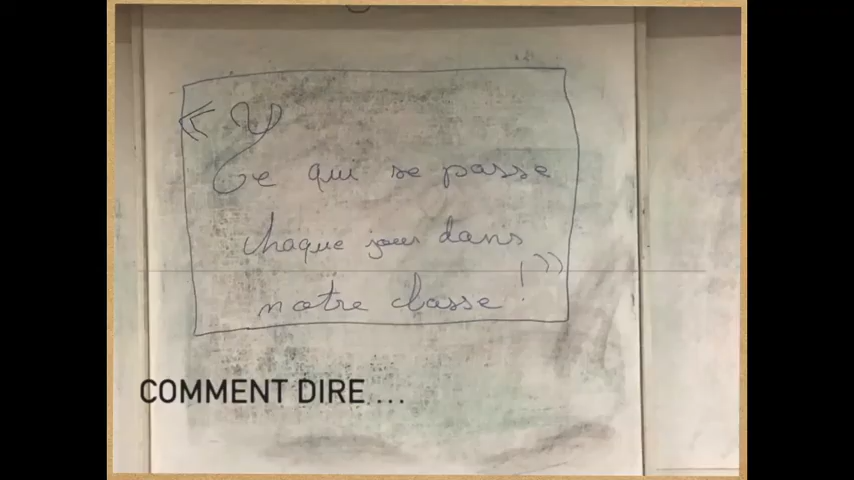 « Ce qui se passe
chaque jour dans
notre classe ! »
COMMENT DIRE ...